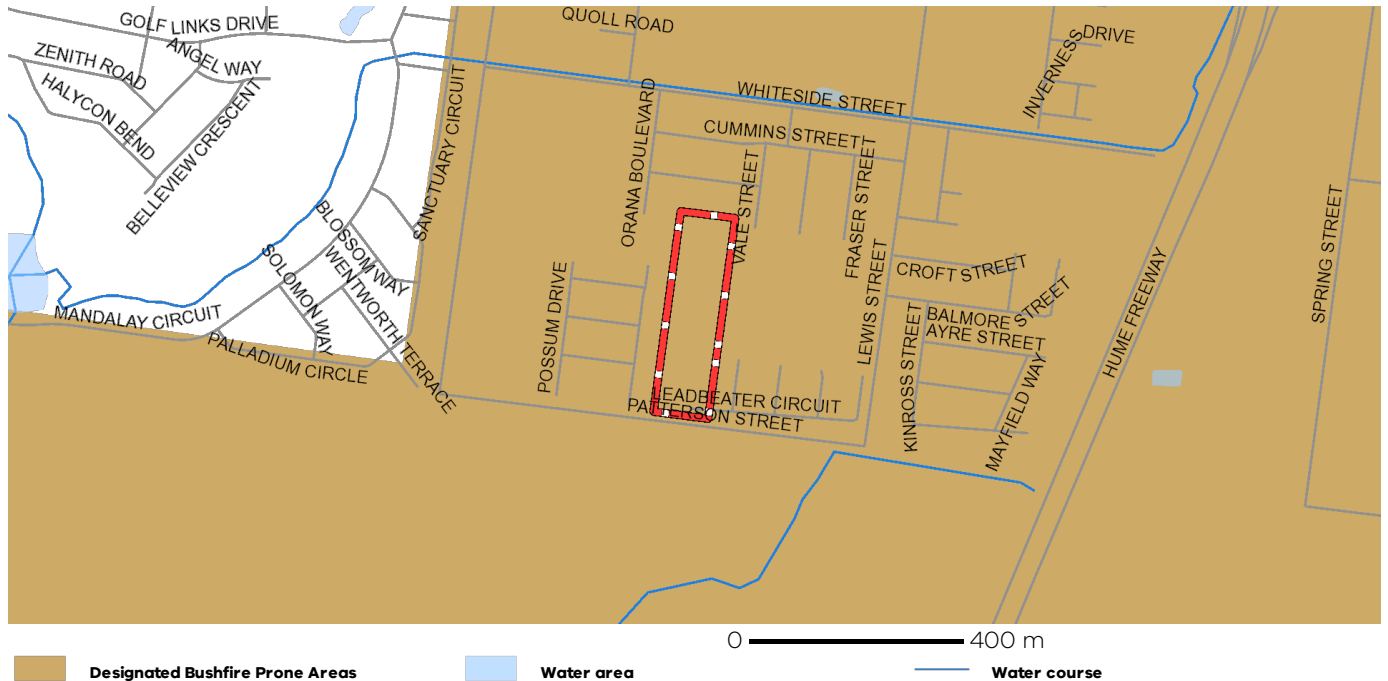 QUOLL ROAD
GOLF LINKS DRIVE
DRIVE
INVERNESS
ANGEL WAY
ZENITH ROAD
HALYCON BEND
BELLEVIEW CRESCENT
WHITESIDE STREET
CUMMINS STREET
ORANA BOULEVARD
SANCTUARY CIRCUIT
VALE STREET
FRASER STREET
BLOSSOM WAY
SOLOMON WAY
WENTWORTH TERRACE
LEWIS STREET
CROFT STREET
SPRING STREET
HUME FREEWAY
MANDALAY CIRCUIT
PALLADIUM CIRCLE
POSSUM DRIVE
BALMORE STREET
AYRE STREET
KINROSS STREET
MAYFIELD WAY
LEADBEATER CIRCUIT
PATTERSON STREET
0 400 m
Designated Bushfire Prone Areas
Water area
Water course